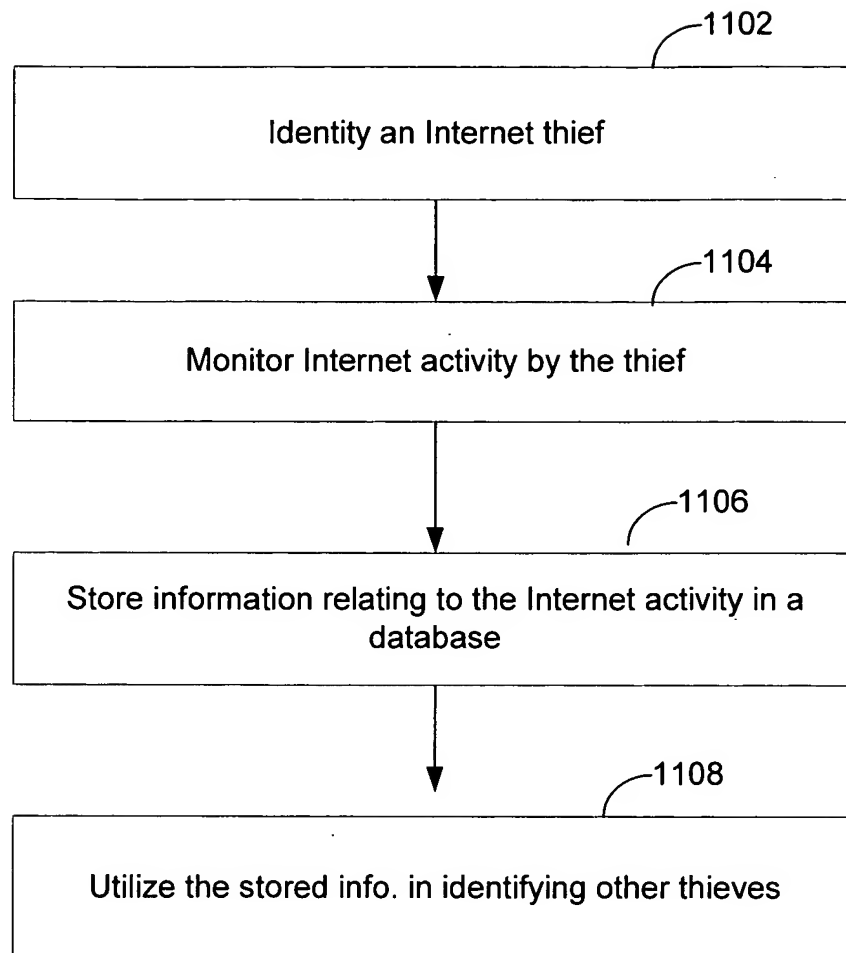 1102
Identity an Internet thief
1104
Monitor Internet activity by the thief
1106
Store information relating to the Internet activity in a
database
1108
Utilize the stored info. in identifying other thieves